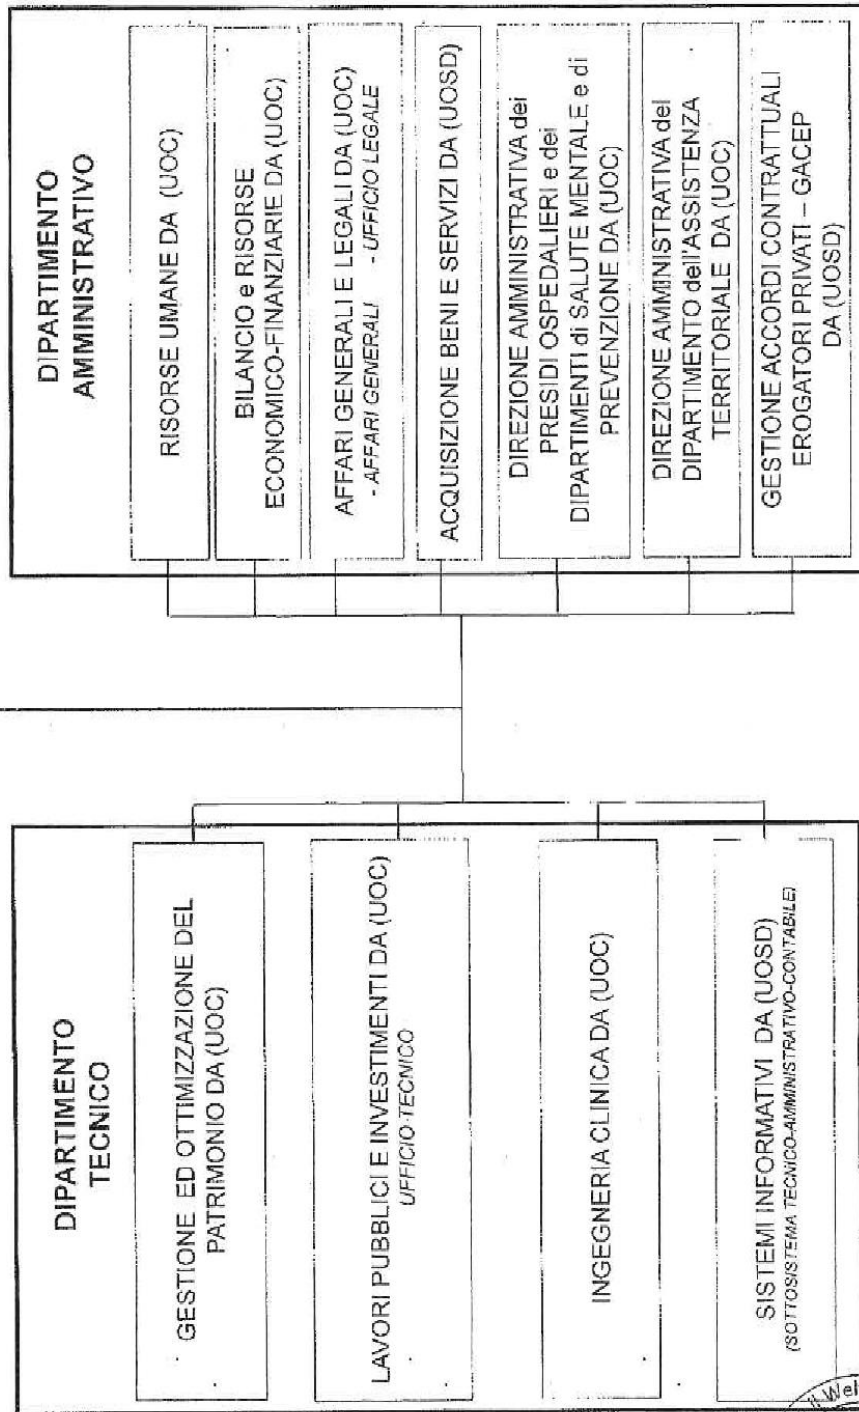 DIPARTIMENTO
TECNICO
GESTIONE ED OTTIMIZZAZIONE DEL
PATRIMONIO DA (UOC)
LAVORI PUBBLICI E INVESTIMENTI DA (UOC)
UFFICIO TECNICO
INGEGNERIA CLINICA DA (UOC)
SISTEMI INFORMATIVI DA (UOSD)
(SOTTOSISTEMA TECNICO-AMMINISTRATIVO-CONTABILE)
il Wel
DIPARTIMENTO
AMMINISTRATIVO
RISORSE UMANE DA (UOC)
BILANCIO e RISORSE
ECONOMICO-FINANZIARIE DA (UOC)
AFFARI GENERALI E LEGALI DA (UOC)
- AFFARI GENERALI - UFFICIO LEGALE
ACQUISIZIONE BENI E SERVIZI DA (UOSD)
DIREZIONE AMMINISTRATIVA dei
PRESIDI OSPEDALIERI e dei
DIPARTIMENTI di SALUTE MENTALE e di
PREVENZIONE DA (UOC)
DIREZIONE AMMINISTRATIVA del
DIPARTIMENTO dell'ASSISTENZA
TERRITORIALE DA (UOC)
GESTIONE ACCORDI CONTRATTUALI
EROGATORI PRIVATI – GACEP
DA (UOSD)